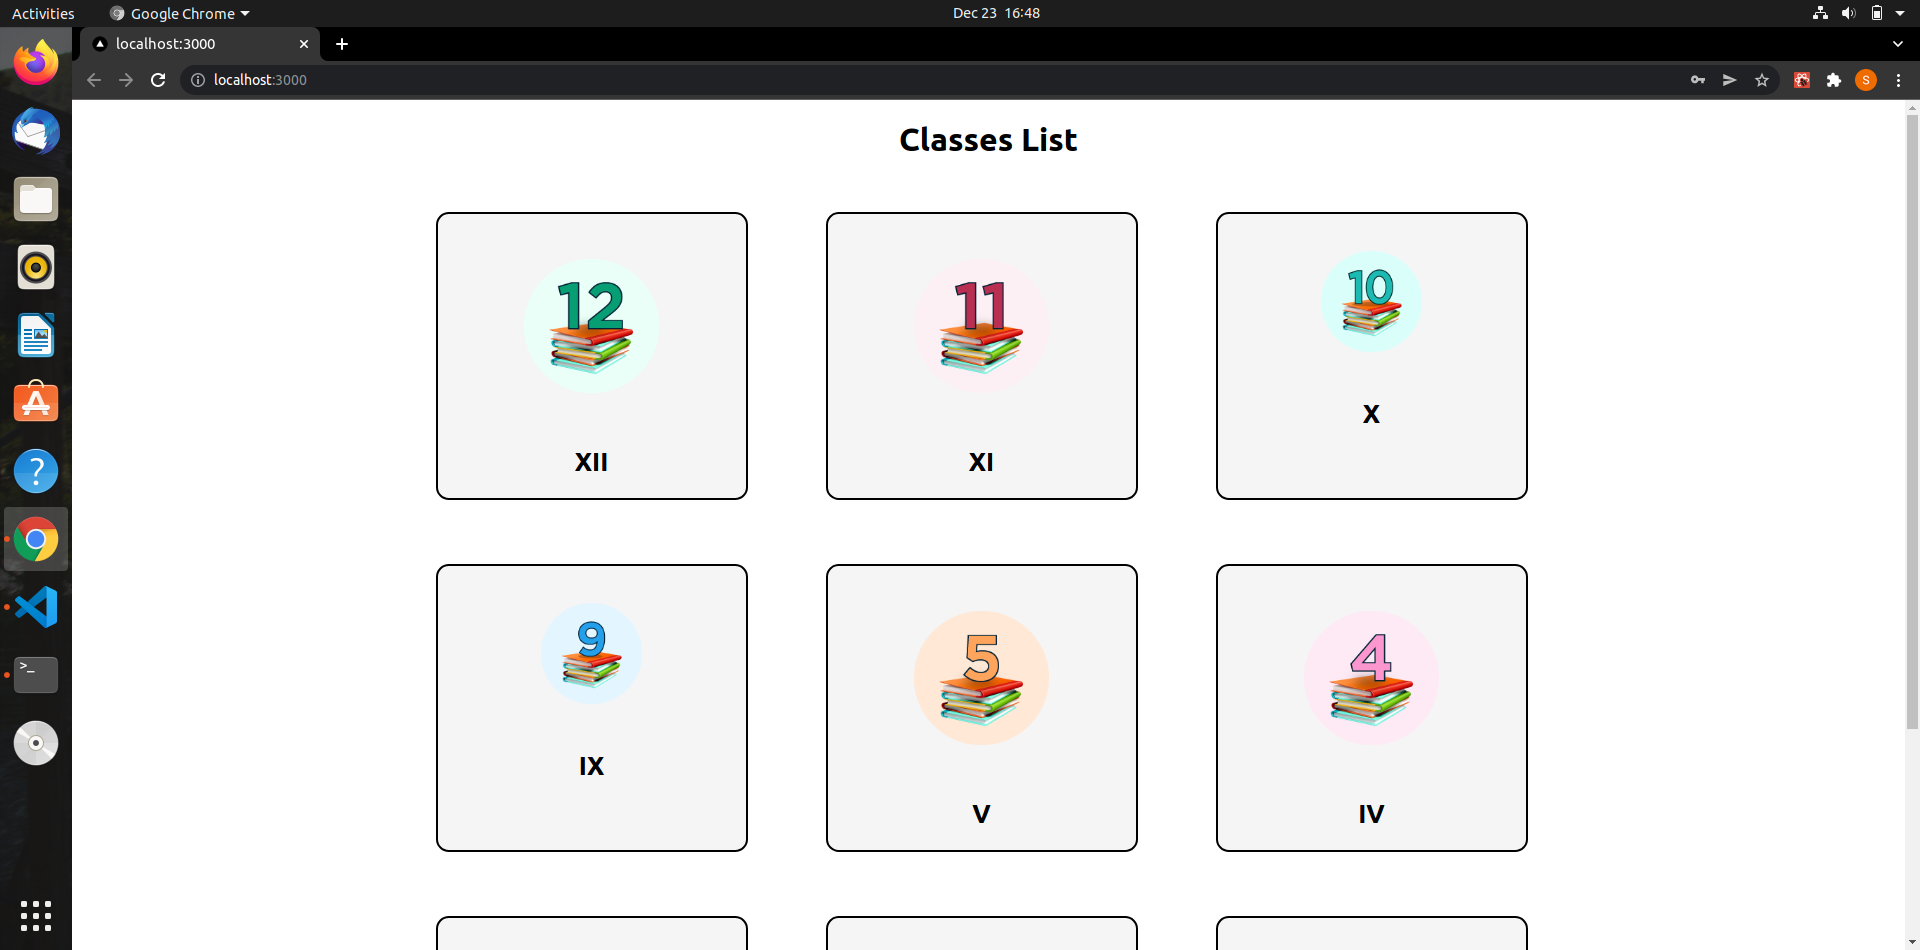 Activities
Google Chrome
Dec 23 16:48
localhost:3000
localhost:3000
S
Classes List
12
XII
11
XI
10
X
9
IX
5
V
4
IV